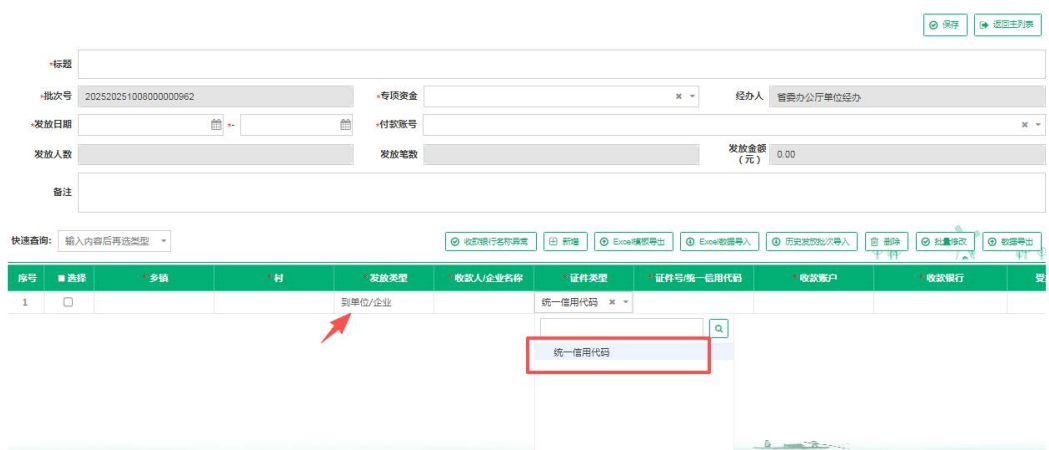 保存 返回主列表
*标题
*批次号 202520251008000000962 *专项资金 经办人 省委办公厅单位经办
*发放日期 *- *付款账号
发放人数 发放笔数 发放金额（元） 0.00
备注
快速查询: 输入内容后再选类型 收款银行名称异常 新增 Excel模板导出 Excel数据导入 历史发放批次导入 删除 批量修改 数据导出
序号 选择 *乡镇 *村 *发放类型 *收款人/企业名称 *证件类型 *证件号/统一信用代码 *收款账户 *收款银行 受
1 到单位/企业 统一信用代码
统一信用代码